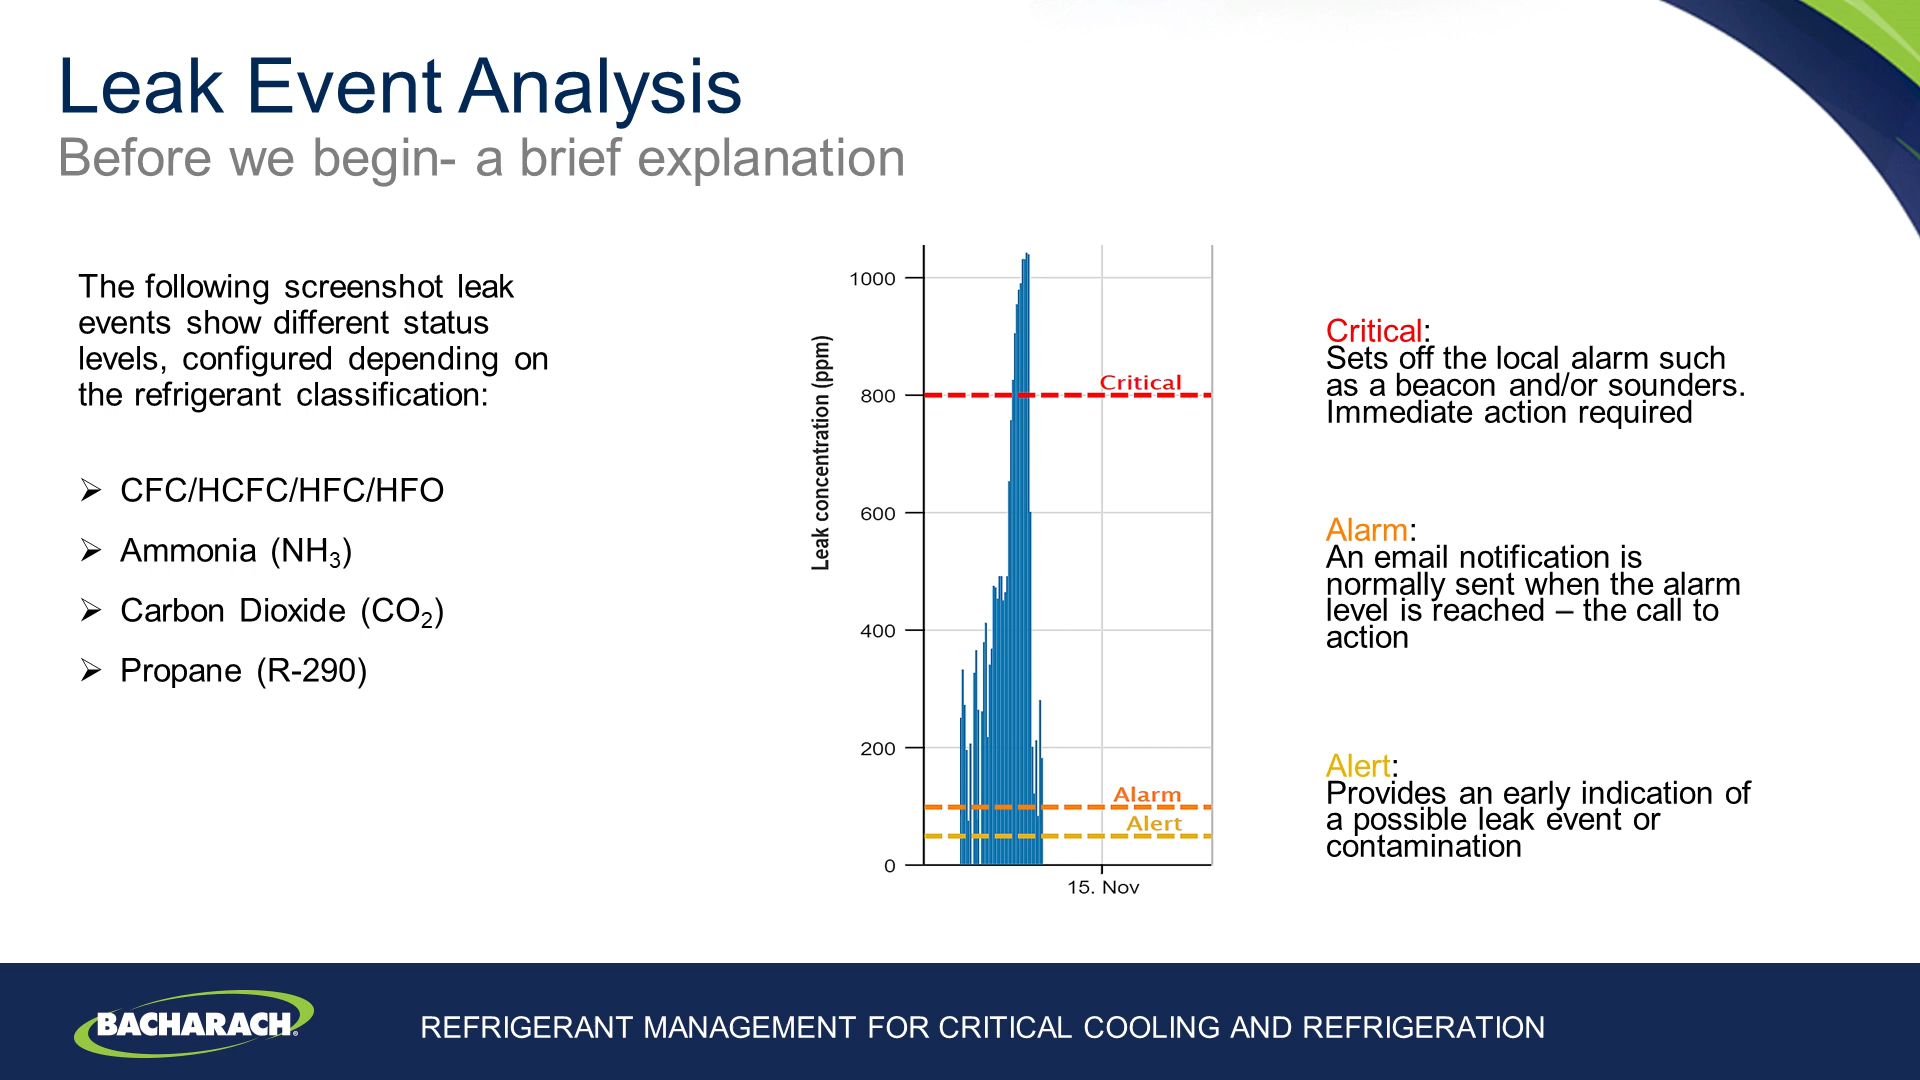 Leak Event Analysis
Before we begin- a brief explanation
The following screenshot leak
events show different status
levels, configured depending on
the refrigerant classification:
➢ CFC/HCFC/HFC/HFO
➢ Ammonia (NH₃)
➢ Carbon Dioxide (CO₂)
➢ Propane (R-290)
Leak concentration (ppm)
1000
800
600
400
200
0
Critical
Alarm
Alert
15. Nov
Critical:
Sets off the local alarm such
as a beacon and/or sounders.
Immediate action required
Alarm:
An email notification is
normally sent when the alarm
level is reached – the call to
action
Alert:
Provides an early indication of
a possible leak event or
contamination
BACHARACH®
REFRIGERANT MANAGEMENT FOR CRITICAL COOLING AND REFRIGERATION